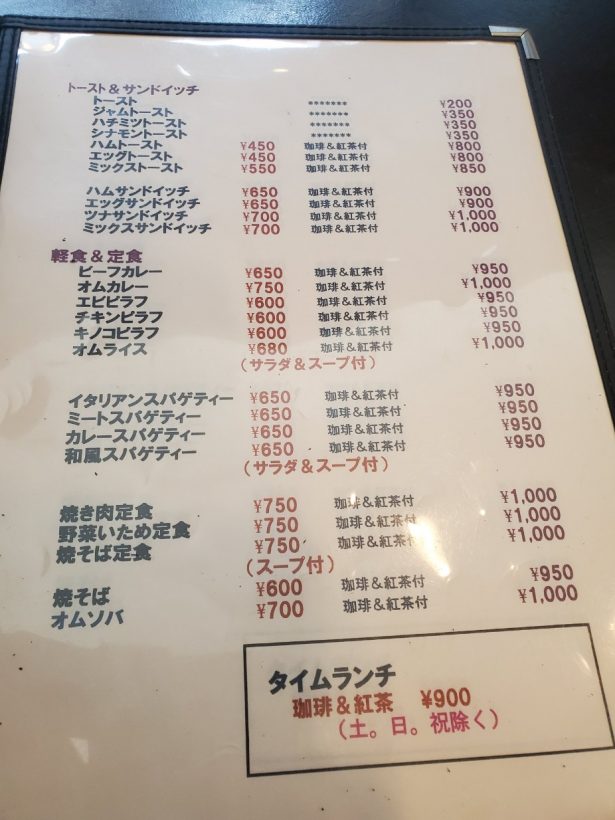 トースト＆サンドイッチ
トースト ******* ¥200
ジャムトースト ******* ¥350
ハチミツトースト ******* ¥350
シナモントースト ******* ¥350
ハムトースト ¥450 珈琲＆紅茶付 ¥800
エッグトースト ¥450 珈琲＆紅茶付 ¥800
ミックストースト ¥550 珈琲＆紅茶付 ¥850
ハムサンドイッチ ¥650 珈琲＆紅茶付 ¥900
エッグサンドイッチ ¥650 珈琲＆紅茶付 ¥900
ツナサンドイッチ ¥700 珈琲＆紅茶付 ¥1,000
ミックスサンドイッチ ¥700 珈琲＆紅茶付 ¥1,000
軽食＆定食
ビーフカレー ¥650 珈琲＆紅茶付 ¥950
オムカレー ¥750 珈琲＆紅茶付 ¥1,000
エビピラフ ¥600 珈琲＆紅茶付 ¥950
チキンピラフ ¥600 珈琲＆紅茶付 ¥950
キノコピラフ ¥600 珈琲＆紅茶付 ¥950
オムライス ¥680 珈琲＆紅茶付 ¥1,000
（サラダ＆スープ付）
イタリアンスパゲティー ¥650 珈琲＆紅茶付 ¥950
ミートスパゲティー ¥650 珈琲＆紅茶付 ¥950
カレースパゲティー ¥650 珈琲＆紅茶付 ¥950
和風スパゲティー ¥650 珈琲＆紅茶付 ¥950
（サラダ＆スープ付）
焼き肉定食 ¥750 珈琲＆紅茶付 ¥1,000
野菜いため定食 ¥750 珈琲＆紅茶付 ¥1,000
焼そば定食 ¥750 珈琲＆紅茶付 ¥1,000
（スープ付）
焼そば ¥600 珈琲＆紅茶付 ¥950
オムソバ ¥700 珈琲＆紅茶付 ¥1,000
タイムランチ
珈琲＆紅茶 ¥900
（土。日。祝除く）